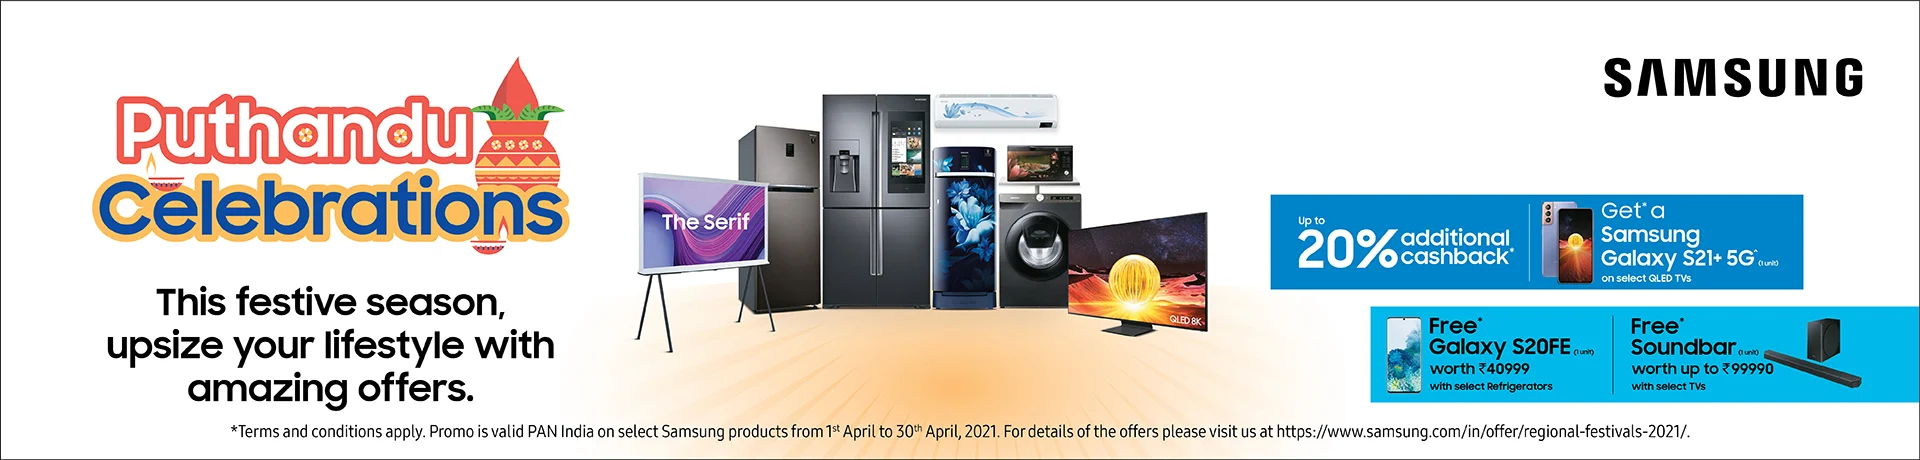 Puthandu
Celebrations
This festive season,
upsize your lifestyle with
amazing offers.
The Serif
QLED 8K
SAMSUNG
Up to
20% additional
cashback*
Get* a
Samsung
Galaxy S21+ 5G^ (1 unit)
on select QLED TVs
Free*
Galaxy S20FE (1 unit)
worth ₹40999
with select Refrigerators
Free*
Soundbar (1 unit)
worth up to ₹99990
with select TVs
*Terms and conditions apply. Promo is valid PAN India on select Samsung products from 1st April to 30th April, 2021. For details of the offers please visit us at https://www.samsung.com/in/offer/regional-festivals-2021/.